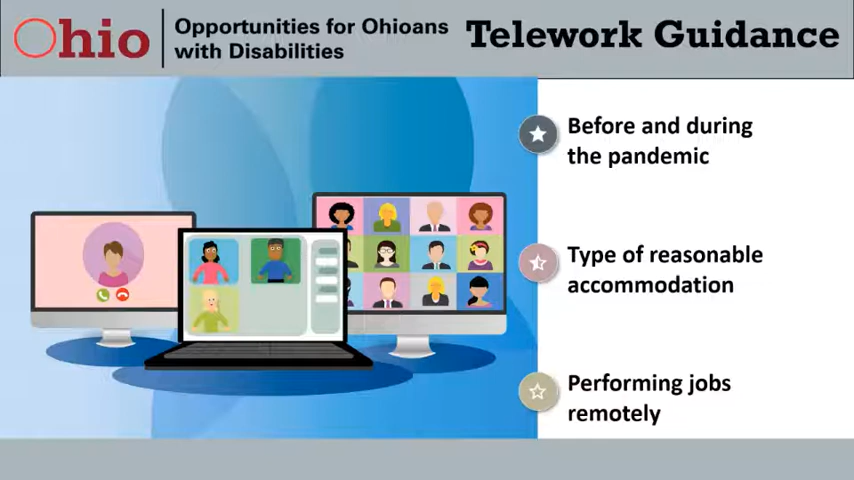 Ohio
Opportunities for Ohioans
with Disabilities
Telework Guidance
Before and during
the pandemic
Type of reasonable
accommodation
Performing jobs
remotely